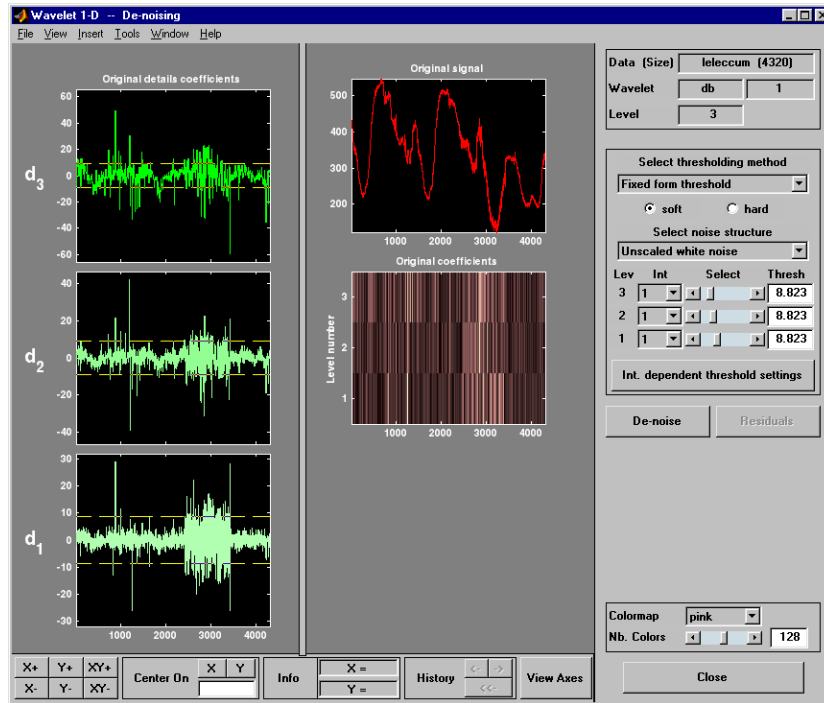 Wavelet 1-D -- De-noising
File View Insert Tools Window Help
Original details coefficients
60
40
20
0
-20
-40
-60
d3
40
20
0
-20
-40
d2
30
20
10
0
-10
-20
-30
d1
1000 2000 3000 4000
Original signal
500
400
300
200
1000 2000 3000 4000
Original coefficients
Level number
3
2
1
1000 2000 3000 4000
Data (Size) leleccum (4320)
Wavelet db 1
Level 3
Select thresholding method
Fixed form threshold
soft hard
Select noise structure
Unscaled white noise
Lev Int Select Thresh
3 1 8.823
2 1 8.823
1 1 8.823
Int. dependent threshold settings
De-noise Residuals
Colormap pink
Nb. Colors 128
Close
X+ Y+ XY+
X- Y- XY-
Center On X Y
Info X =
Y =
History <- ->
<<-
View Axes